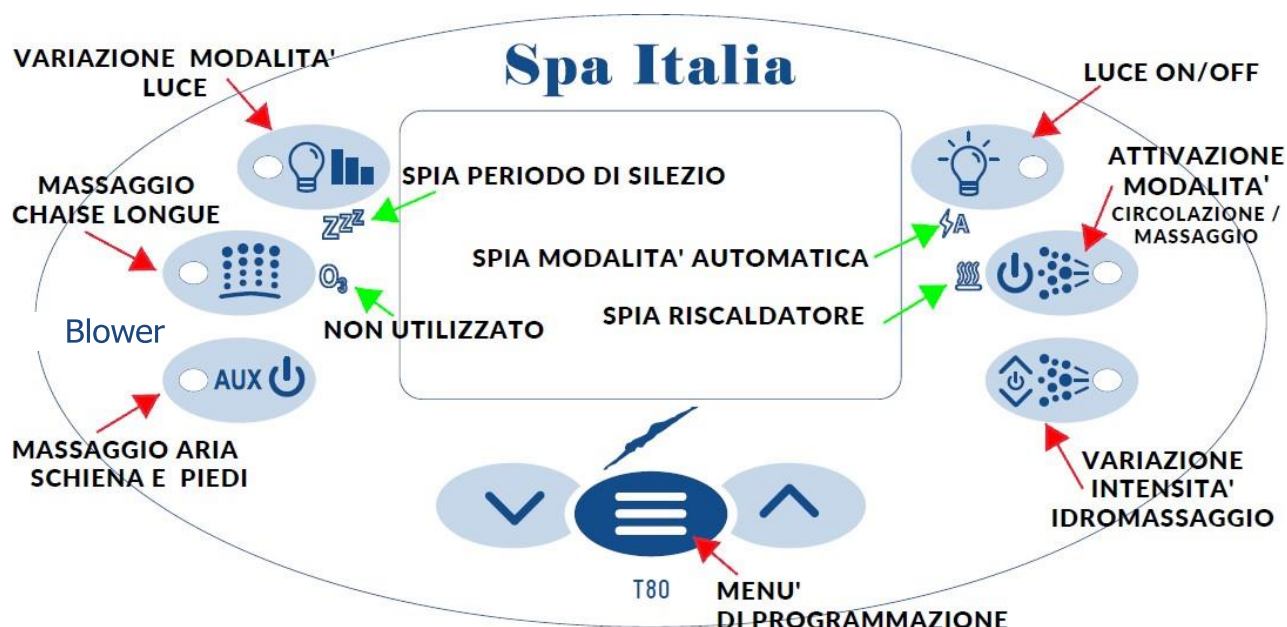 Spa Italia
VARIAZIONE MODALITA'
LUCE
LUCE ON/OFF
MASSAGGIO
CHAISE LONGUE
SPIA PERIODO DI SILEZIO
ZZZ
ATTIVAZIONE
MODALITA'
CIRCOLAZIONE /
MASSAGGIO
A
SPIA MODALITA' AUTOMATICA
O₃
NON UTILIZZATO
SPIA RISCALDATORE
Blower
AUX
MASSAGGIO ARIA
SCHIENA E PIEDI
VARIAZIONE
INTENSITA'
IDROMASSAGGIO
T80
MENU'
DI PROGRAMMAZIONE